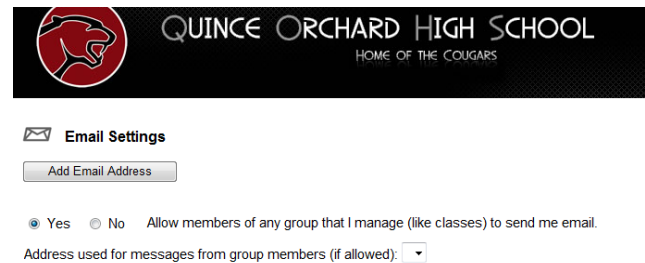 QUINCE ORCHARD HIGH SCHOOL
HOME OF THE COUGARS
Email Settings
Add Email Address
Yes No Allow members of any group that I manage (like classes) to send me email.
Address used for messages from group members (if allowed):